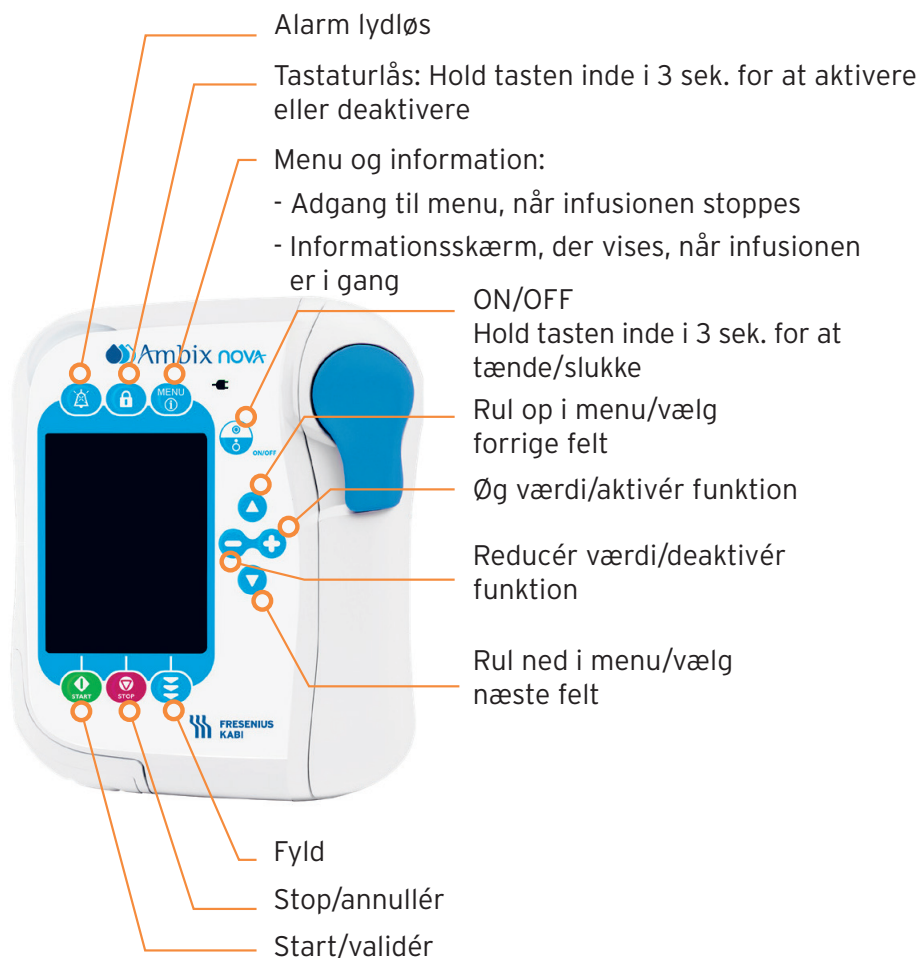 Alarm lydløs
Tastaturlås: Hold tasten inde i 3 sek. for at aktivere
eller deaktivere
Menu og information:
- Adgang til menu, når infusionen stoppes
- Informationsskærm, der vises, når infusionen
er i gang
ON/OFF
Hold tasten inde i 3 sek. for at
tænde/slukke
Rul op i menu/vælg
forrige felt
Øg værdi/aktivér funktion
Reducér værdi/deaktivér
funktion
Rul ned i menu/vælg
næste felt
Ambix nova
MENU
ON/OFF
START
STOP
FRESENIUS
KABI
Fyld
Stop/annullér
Start/validér